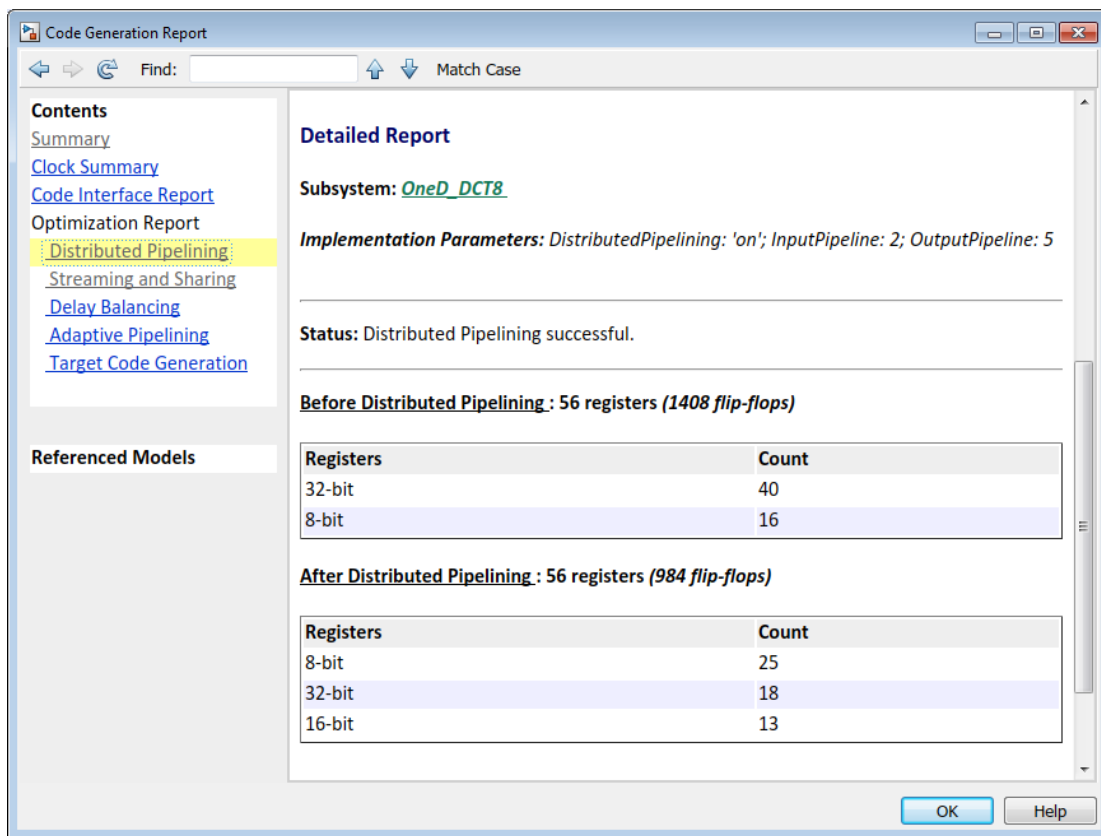 Code Generation Report
Find:
Match Case
Contents
Summary
Clock Summary
Code Interface Report
Optimization Report
Distributed Pipelining
Streaming and Sharing
Delay Balancing
Adaptive Pipelining
Target Code Generation
Referenced Models
Detailed Report
Subsystem: OneD_DCT8
Implementation Parameters: DistributedPipelining: 'on'; InputPipeline: 2; OutputPipeline: 5
Status: Distributed Pipelining successful.
Before Distributed Pipelining : 56 registers (1408 flip-flops)
Registers Count
32-bit 40
8-bit 16
After Distributed Pipelining : 56 registers (984 flip-flops)
Registers Count
8-bit 25
32-bit 18
16-bit 13
OK Help